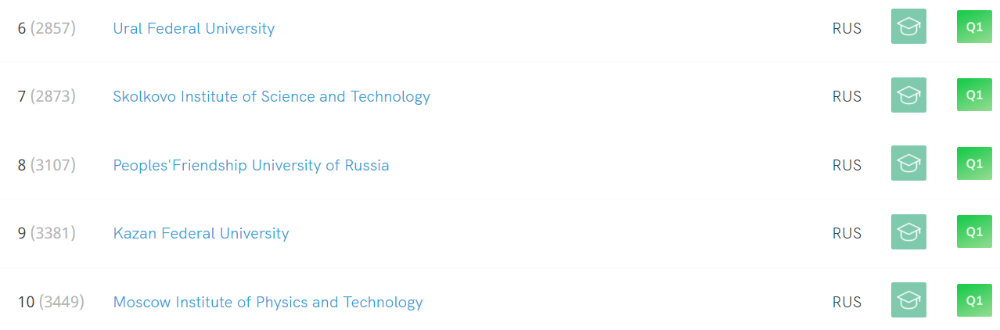 6 (2857) Ural Federal University RUS Q1
7 (2873) Skolkovo Institute of Science and Technology RUS Q1
8 (3107) Peoples'Friendship University of Russia RUS Q1
9 (3381) Kazan Federal University RUS Q1
10 (3449) Moscow Institute of Physics and Technology RUS Q1